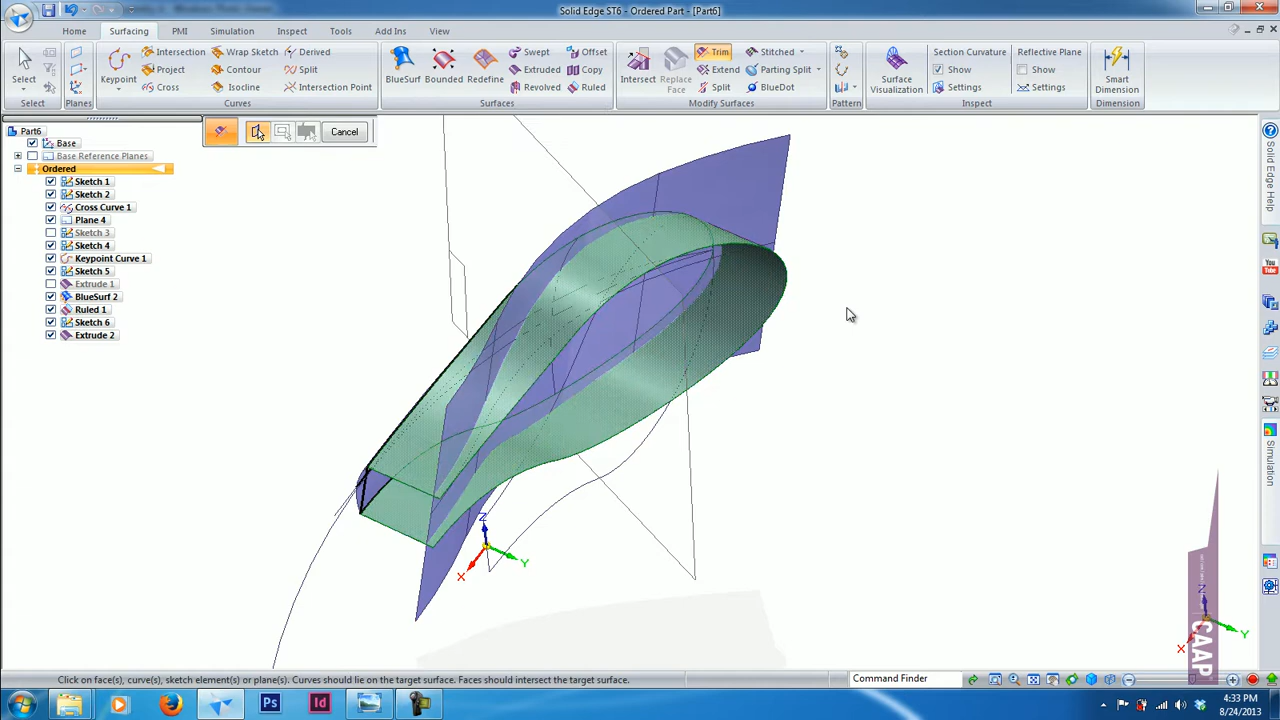 Solid Edge ST6 - Ordered Part - [Part6]
Home Surfacing PMI Simulation Inspect Tools Add Ins View
Select
Select
Planes
Keypoint
Intersection
Project
Cross
Wrap Sketch
Contour
Isocline
Derived
Split
Intersection Point
Curves
BlueSurf
Bounded
Redefine
Swept
Extruded
Revolved
Offset
Copy
Ruled
Surfaces
Intersect
Replace
Face
Trim
Extend
Split
Stitched
Parting Split
BlueDot
Modify Surfaces
Pattern
Surface
Visualization
Section Curvature
Show
Settings
Reflective Plane
Show
Settings
Inspect
Smart
Dimension
Dimension
Cancel
Part6
Base
Base Reference Planes
Ordered
Sketch 1
Sketch 2
Cross Curve 1
Plane 4
Sketch 3
Sketch 4
Keypoint Curve 1
Sketch 5
Extrude 1
BlueSurf 2
Ruled 1
Sketch 6
Extrude 2
Z
Y
X
Z
Y
X
CAAP
Solid Edge Help
You
Tube
Simulation
Click on face(s), curve(s), sketch element(s) or plane(s). Curves should lie on the target surface. Faces should intersect the target surface.
Command Finder
Ps
Id
4:33 PM
8/24/2013